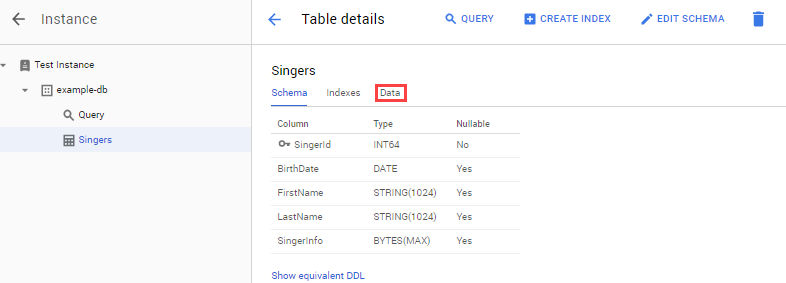 Instance
Table details
QUERY
CREATE INDEX
EDIT SCHEMA
Test Instance
example-db
Query
Singers
Singers
Schema Indexes Data
Column Type Nullable
SingerId INT64 No
BirthDate DATE Yes
FirstName STRING(1024) Yes
LastName STRING(1024) Yes
SingerInfo BYTES(MAX) Yes
Show equivalent DDL